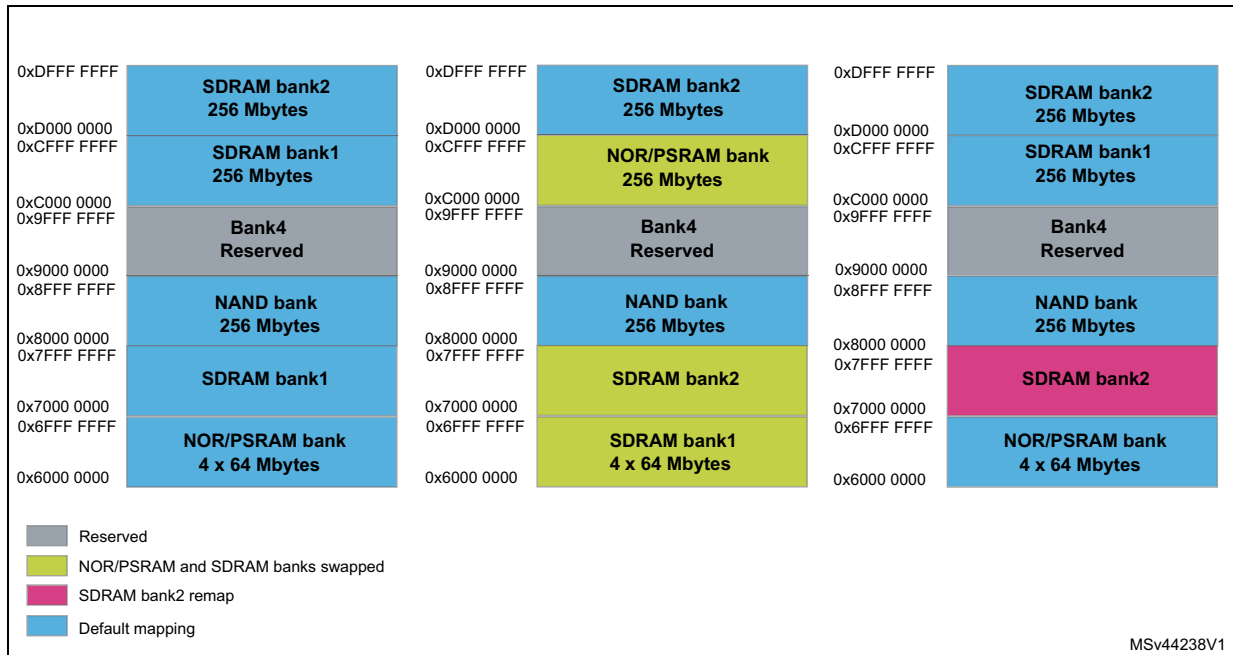 0xDFFF FFFF
SDRAM bank2
256 Mbytes
0xD000 0000
0xCFFF FFFF
SDRAM bank1
256 Mbytes
0xC000 0000
0x9FFF FFFF
Bank4
Reserved
0x9000 0000
0x8FFF FFFF
NAND bank
256 Mbytes
0x8000 0000
0x7FFF FFFF
SDRAM bank1
0x7000 0000
0x6FFF FFFF
NOR/PSRAM bank
4 x 64 Mbytes
0x6000 0000
0xDFFF FFFF
SDRAM bank2
256 Mbytes
0xD000 0000
0xCFFF FFFF
NOR/PSRAM bank
256 Mbytes
0xC000 0000
0x9FFF FFFF
Bank4
Reserved
0x9000 0000
0x8FFF FFFF
NAND bank
256 Mbytes
0x8000 0000
0x7FFF FFFF
SDRAM bank2
0x7000 0000
0x6FFF FFFF
SDRAM bank1
4 x 64 Mbytes
0x6000 0000
0xDFFF FFFF
SDRAM bank2
256 Mbytes
0xD000 0000
0xCFFF FFFF
SDRAM bank1
256 Mbytes
0xC000 0000
0x9FFF FFFF
Bank4
Reserved
0x9000 0000
0x8FFF FFFF
NAND bank
256 Mbytes
0x8000 0000
0x7FFF FFFF
SDRAM bank2
0x7000 0000
0x6FFF FFFF
NOR/PSRAM bank
4 x 64 Mbytes
0x6000 0000
Reserved
NOR/PSRAM and SDRAM banks swapped
SDRAM bank2 remap
Default mapping
MSv44238V1